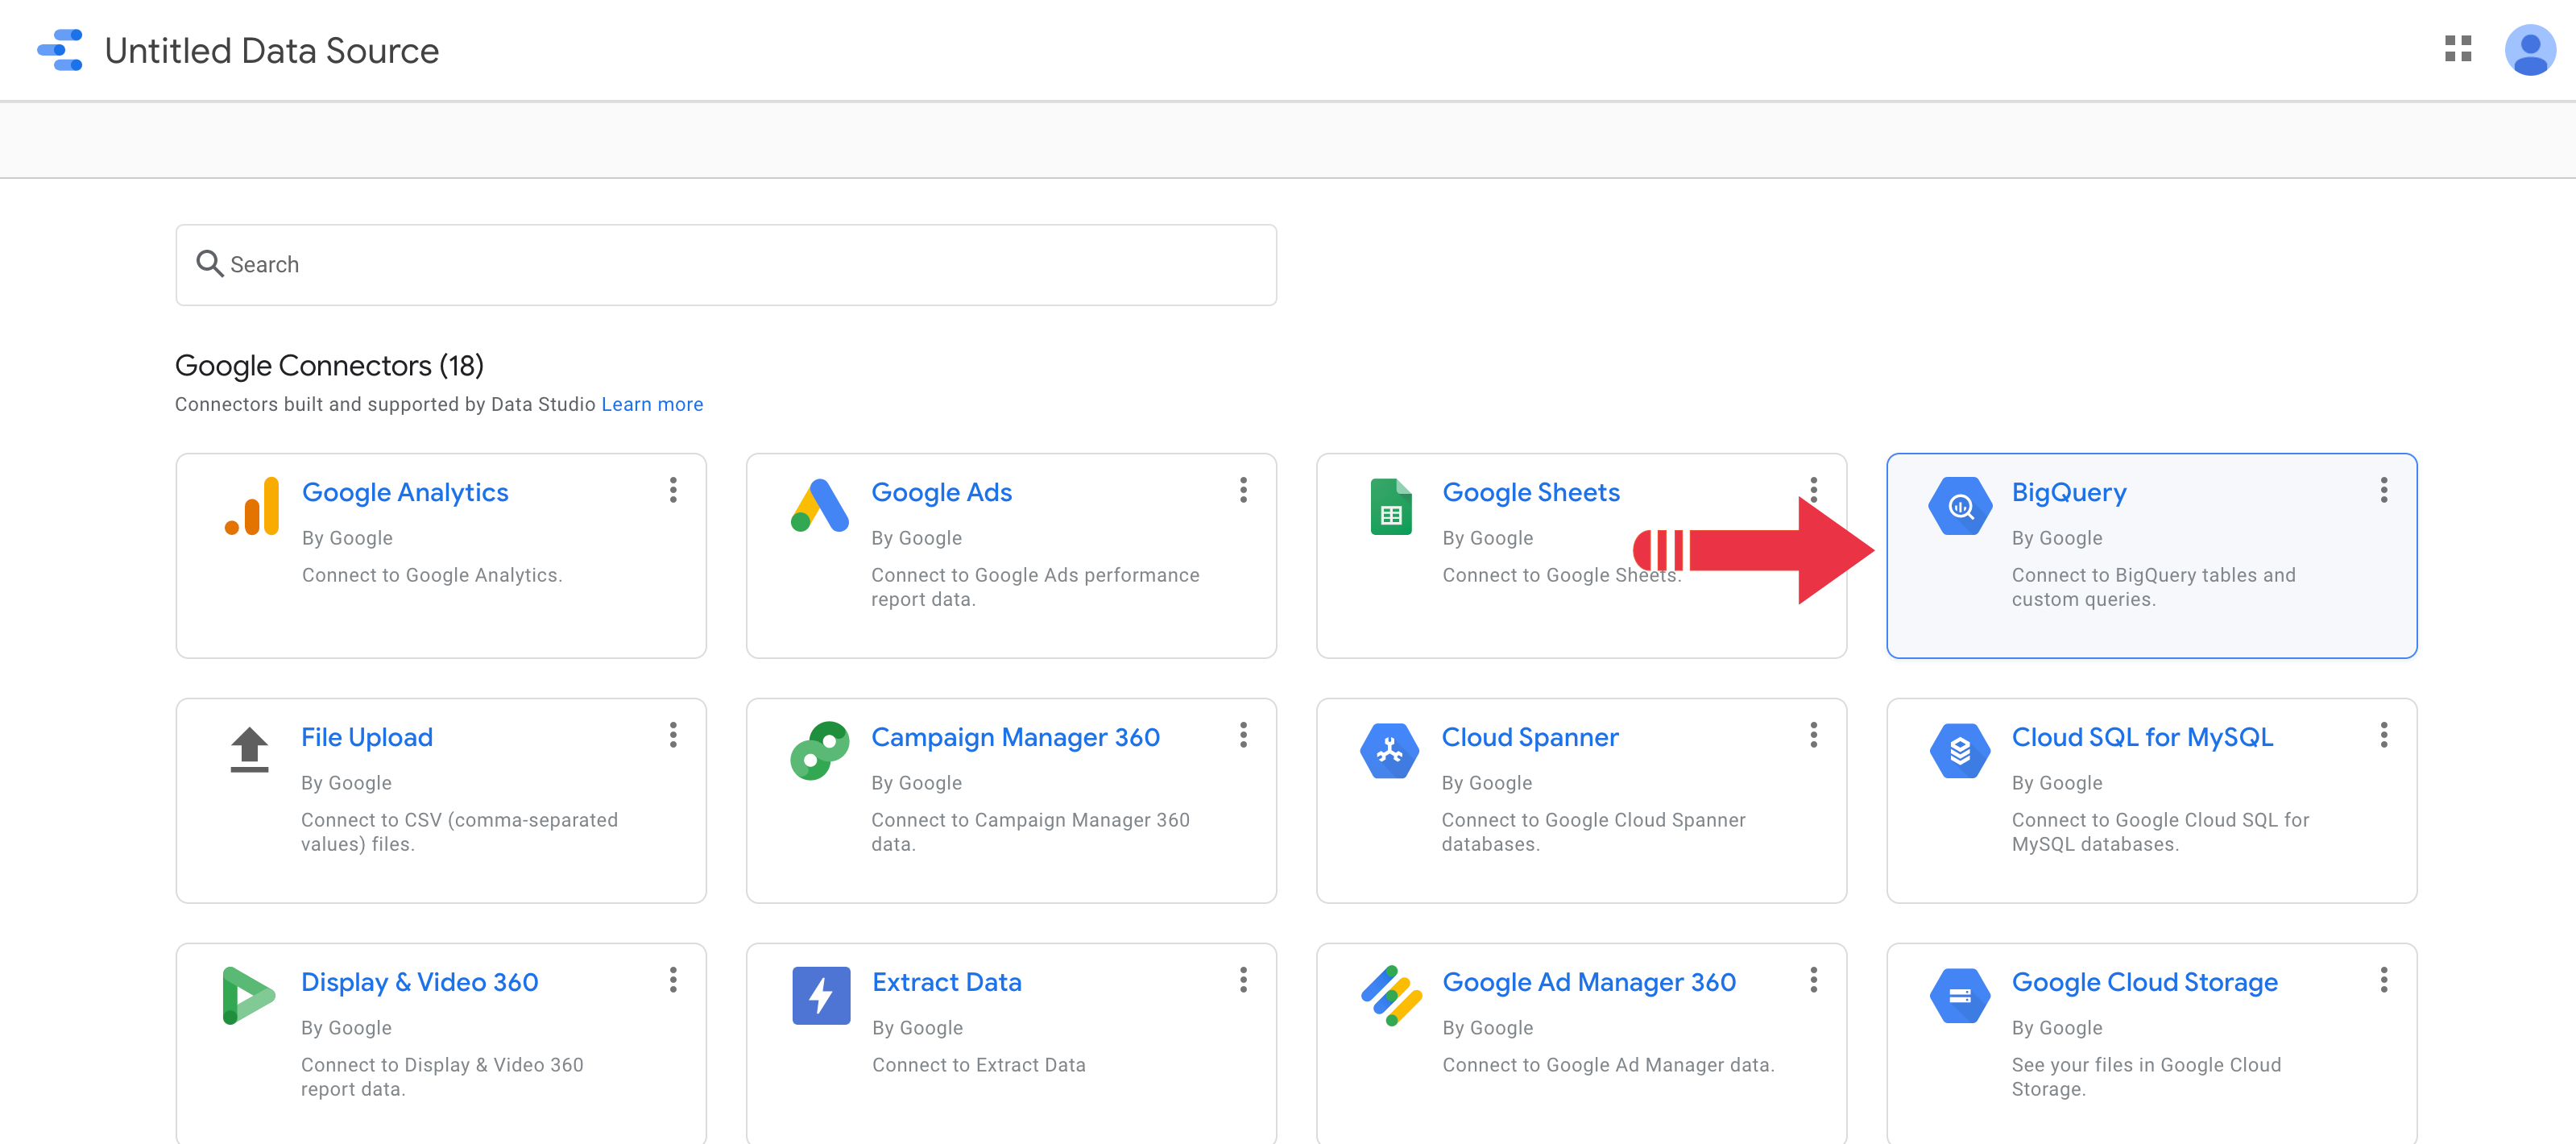 Untitled Data Source
Search
Google Connectors (18)
Connectors built and supported by Data Studio Learn more
Google Analytics
By Google
Connect to Google Analytics.
Google Ads
By Google
Connect to Google Ads performance
report data.
Google Sheets
By Google
Connect to Google Sheets.
BigQuery
By Google
Connect to BigQuery tables and
custom queries.
File Upload
By Google
Connect to CSV (comma-separated
values) files.
Campaign Manager 360
By Google
Connect to Campaign Manager 360
data.
Cloud Spanner
By Google
Connect to Google Cloud Spanner
databases.
Cloud SQL for MySQL
By Google
Connect to Google Cloud SQL for
MySQL databases.
Display & Video 360
By Google
Connect to Display & Video 360
report data.
Extract Data
By Google
Connect to Extract Data
Google Ad Manager 360
By Google
Connect to Google Ad Manager data.
Google Cloud Storage
By Google
See your files in Google Cloud
Storage.